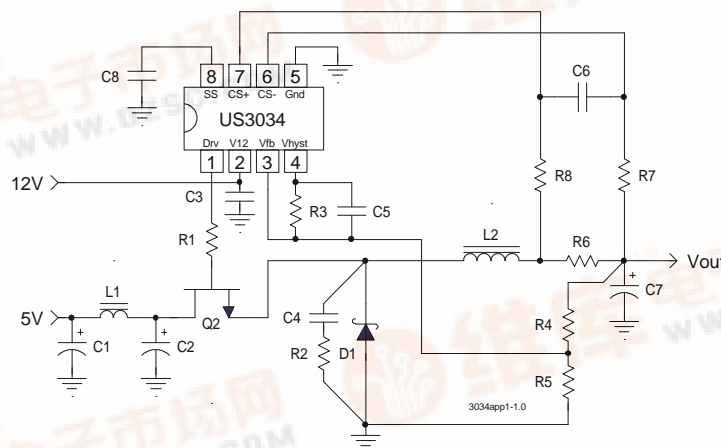 C8
8 7 6 5
SS CS+ CS- Gnd
US3034
Drv V12 Vfb Vhyst
1 2 3 4
C6
R8
R7
12V
C3
R3
C5
R1
L2
R6
Vou
L1
5V
+
C1
+
C2
Q2
C4
R2
D1
+
C7
R4
R5
3034app1-1.0